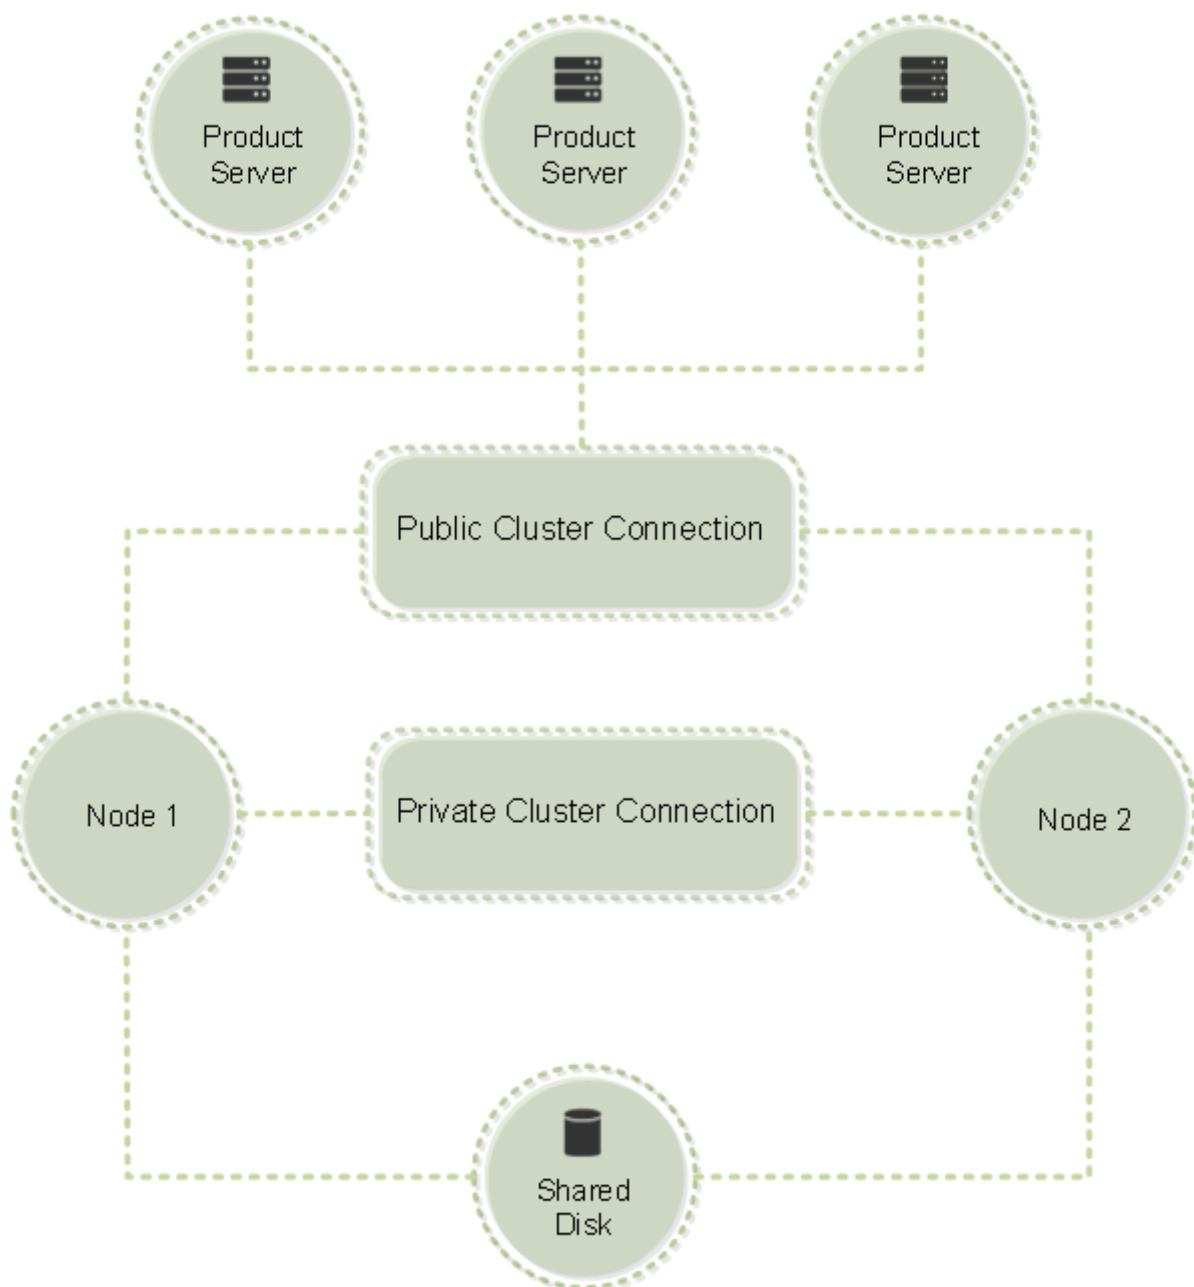 Product
Server
Product
Server
Product
Server
Public Cluster Connection
Node 1
Private Cluster Connection
Node 2
Shared
Disk